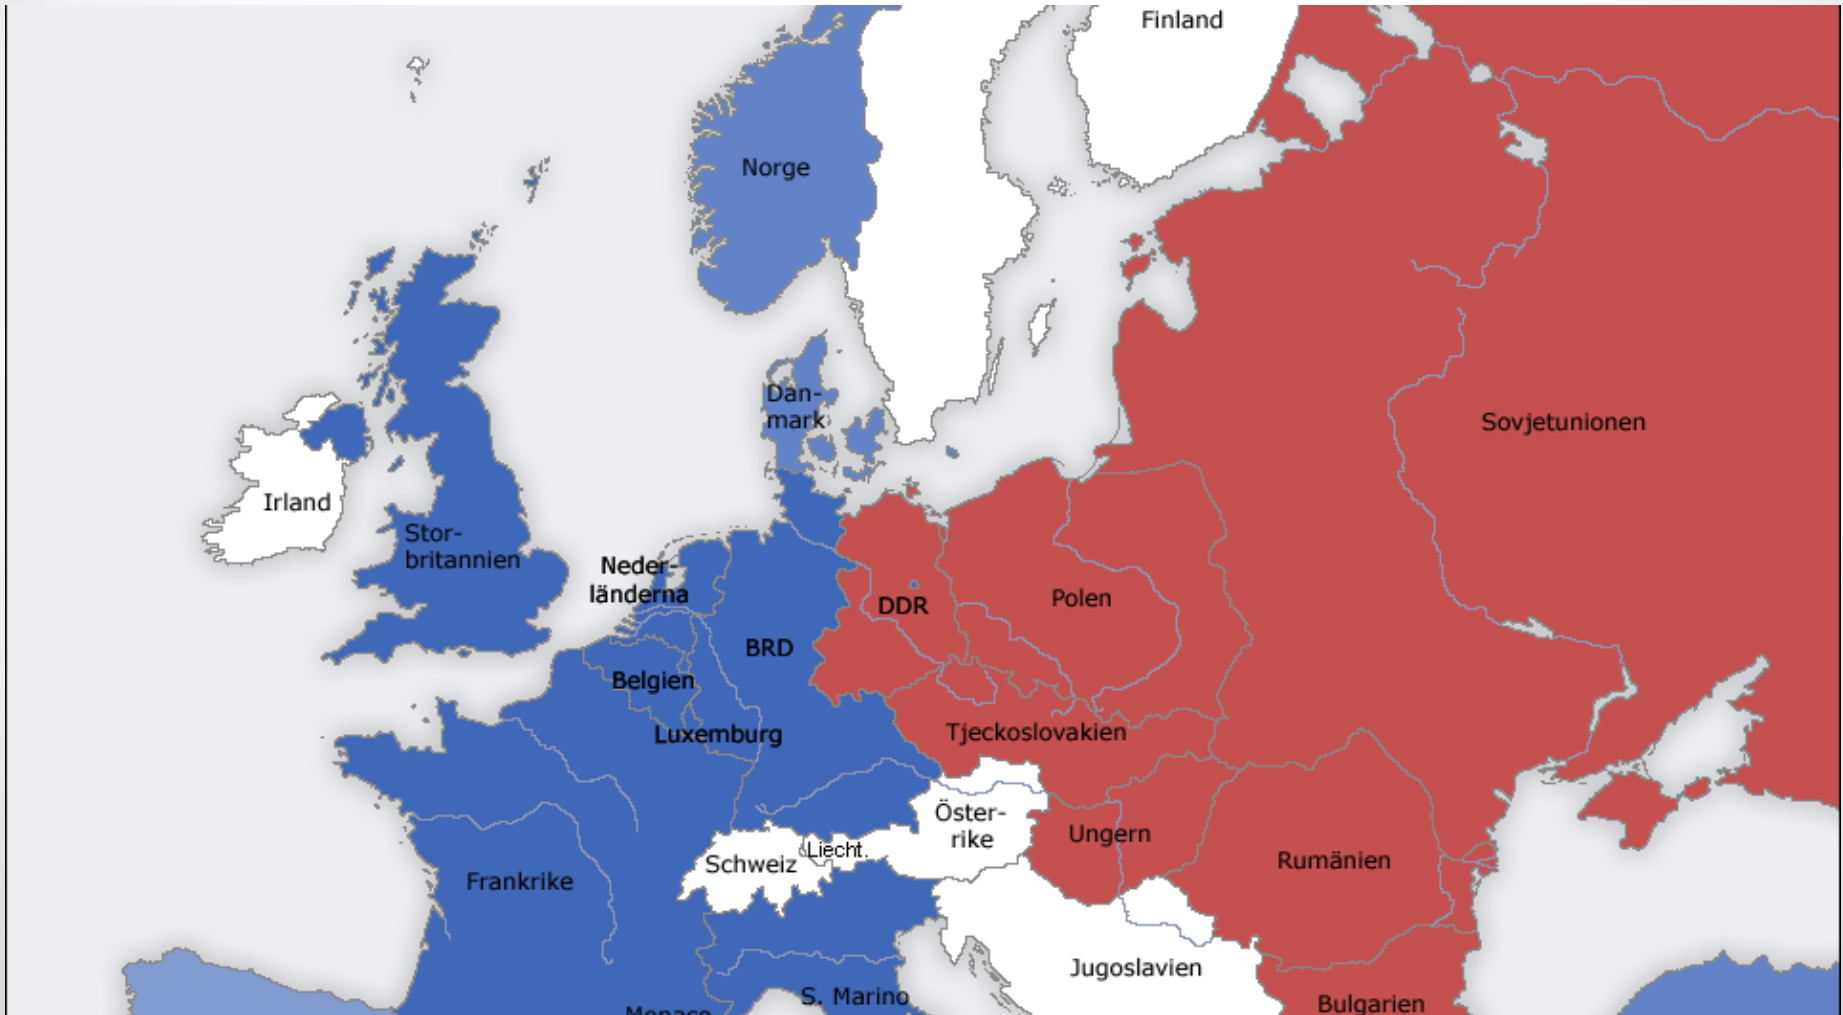 Finland
Norge
Dan-
mark
Sovjetunionen
Irland
Stor-
britannien
Neder-
länderna
DDR
Polen
BRD
Belgien
Luxemburg
Tjeckoslovakien
Öster-
rike
Ungern
Liecht.
Schweiz
Rumänien
Frankrike
Jugoslavien
S. Marino
Monaco
Bulgarien